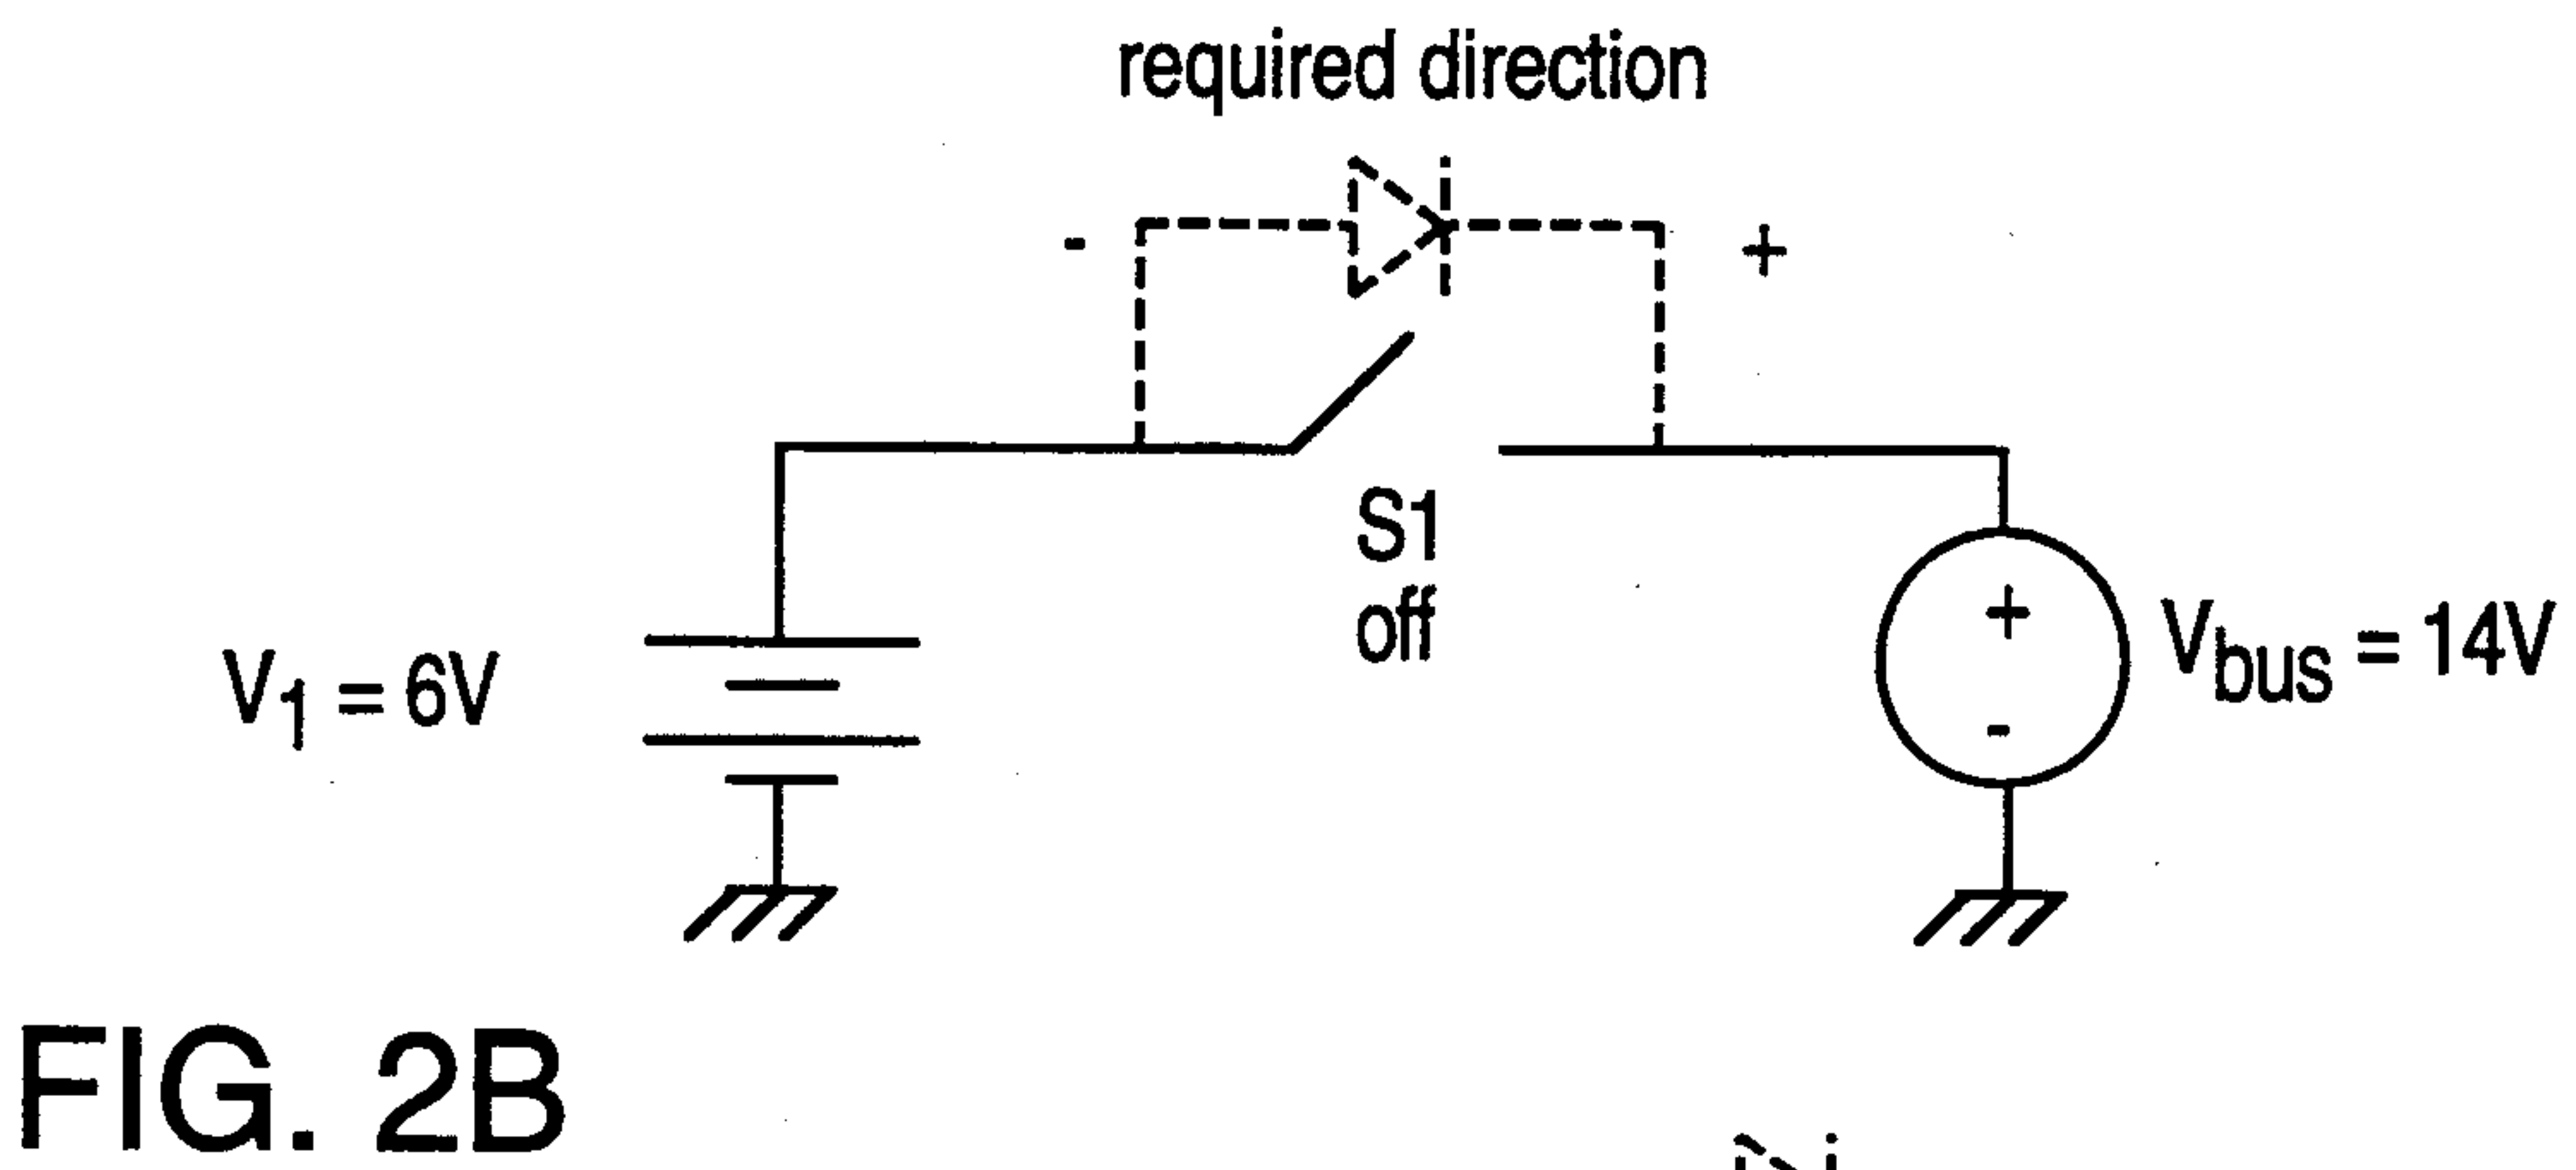 required direction
- +
S1
off
V1 = 6V
+
-
Vbus = 14V
FIG. 2B